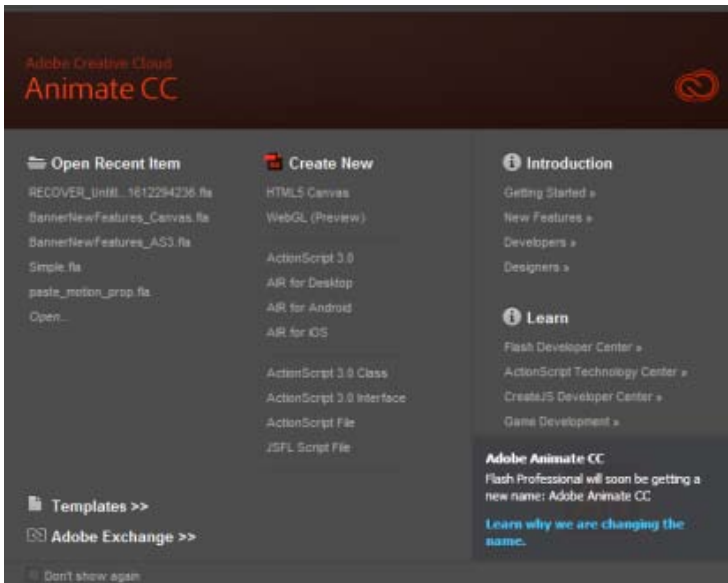 Adobe Creative Cloud
Animate CC
Open Recent Item
RECOVER_Untitl...1612294236.fla
BannerNewFeatures_Canvas.fla
BannerNewFeatures_AS3.fla
Simple.fla
paste_motion_prop.fla
Open...
Templates >>
Adobe Exchange >>
Don't show again
Create New
HTML5 Canvas
WebGL (Preview)
ActionScript 3.0
AIR for Desktop
AIR for Android
AIR for iOS
ActionScript 3.0 Class
ActionScript 3.0 Interface
ActionScript File
JSFL Script File
Introduction
Getting Started »
New Features »
Developers »
Designers »
Learn
Flash Developer Center »
ActionScript Technology Center »
CreateJS Developer Center »
Game Development »
Adobe Animate CC
Flash Professional will soon be getting a
new name: Adobe Animate CC
Learn why we are changing the
name.